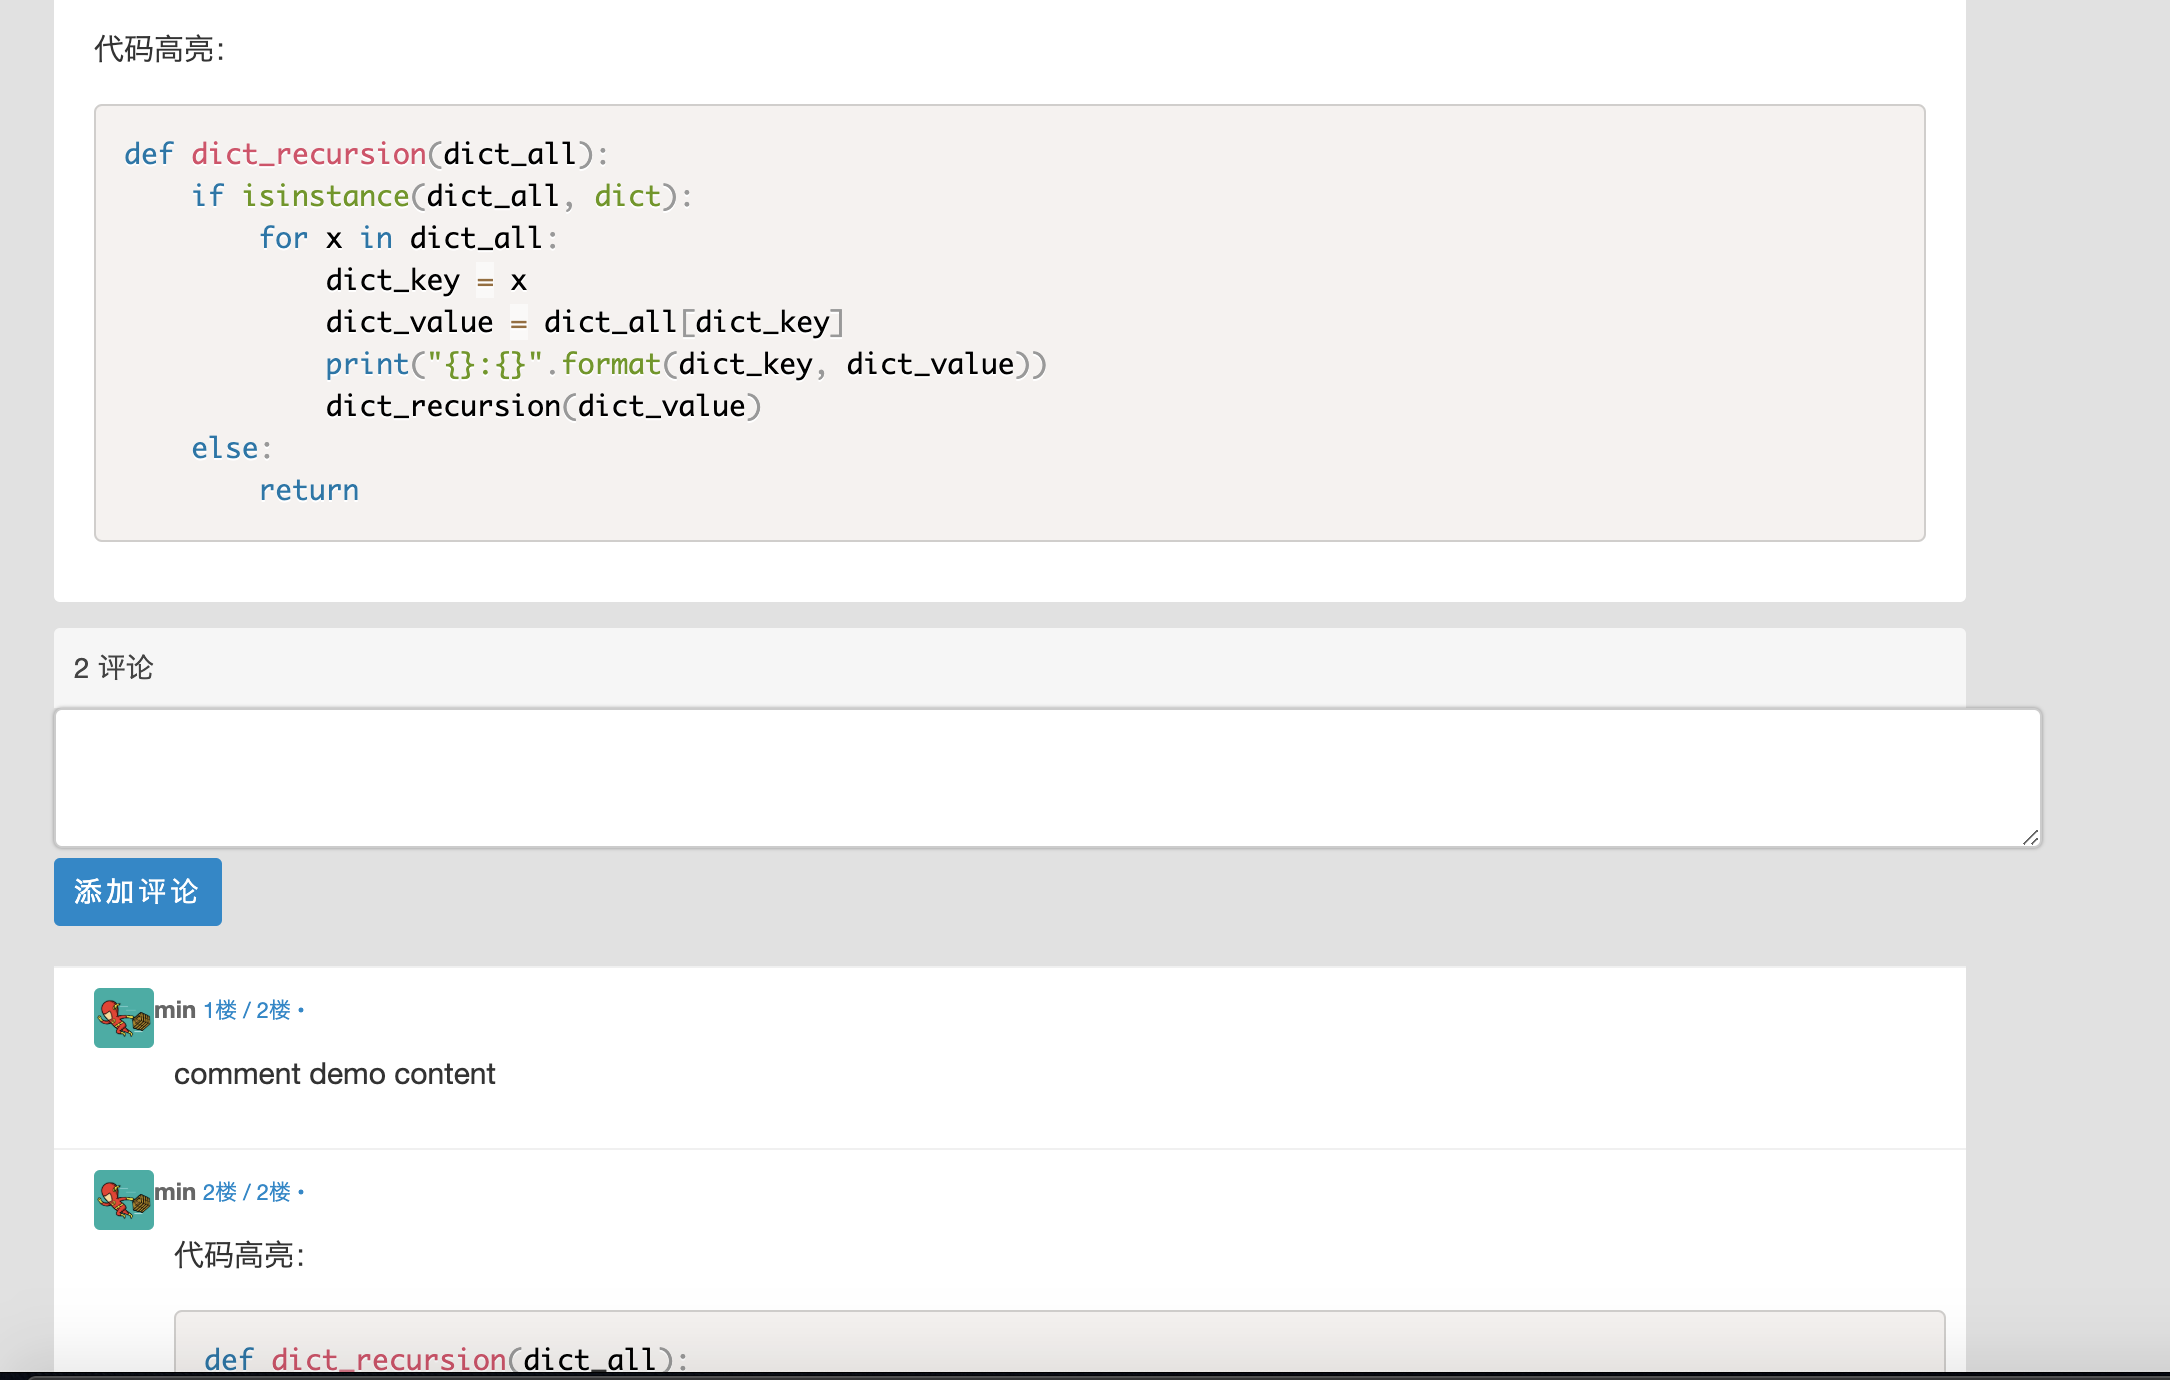 代码高亮：
def dict_recursion(dict_all):
    if isinstance(dict_all, dict):
        for x in dict_all:
            dict_key = x
            dict_value = dict_all[dict_key]
            print("{}:{}".format(dict_key, dict_value))
            dict_recursion(dict_value)
    else:
        return
2 评论
添加评论
min 1楼 / 2楼 •
comment demo content
min 2楼 / 2楼 •
代码高亮：
def dict_recursion(dict_all):